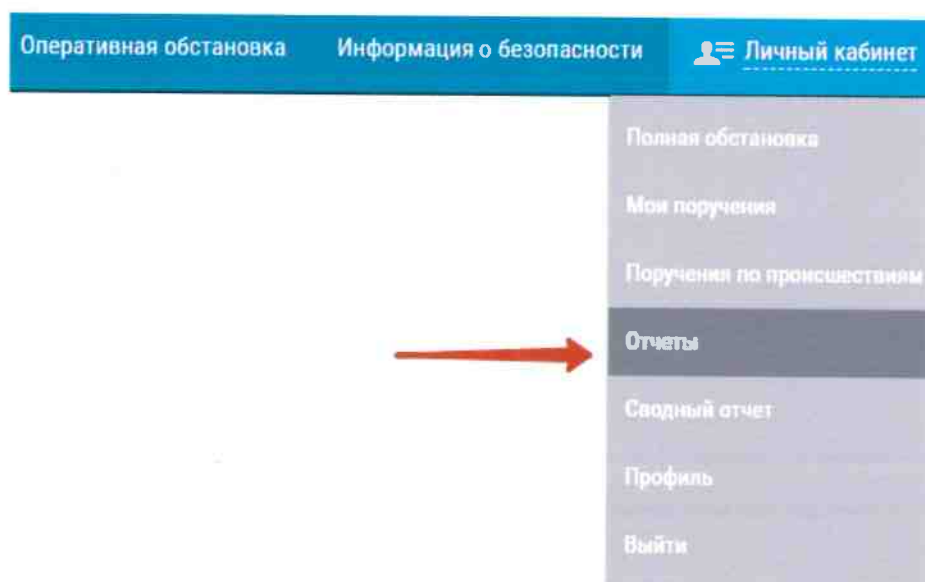 Оперативная обстановка
Информация о безопасности
Личный кабинет
Полная обстановка
Мои поручения
Поручения по происшествиям
Отчеты
Сводный отчет
Профиль
Выйти